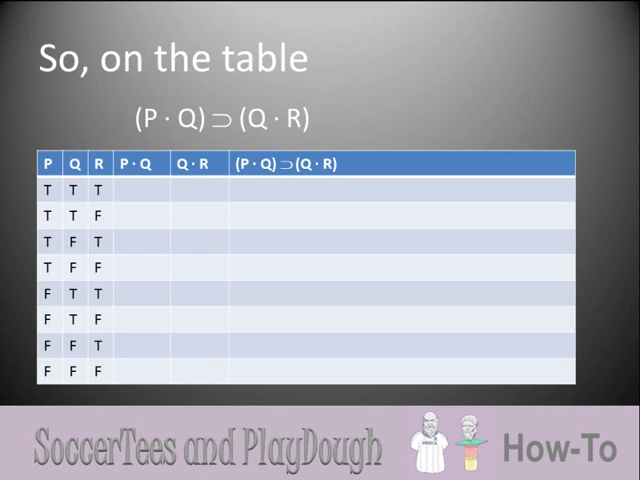 So, on the table
(P · Q) ⊃ (Q · R)
P Q R P · Q Q · R (P · Q) ⊃ (Q · R)
T T T
T T F
T F T
T F F
F T T
F T F
F F T
F F F
SoccerTees and PlayDough How-To